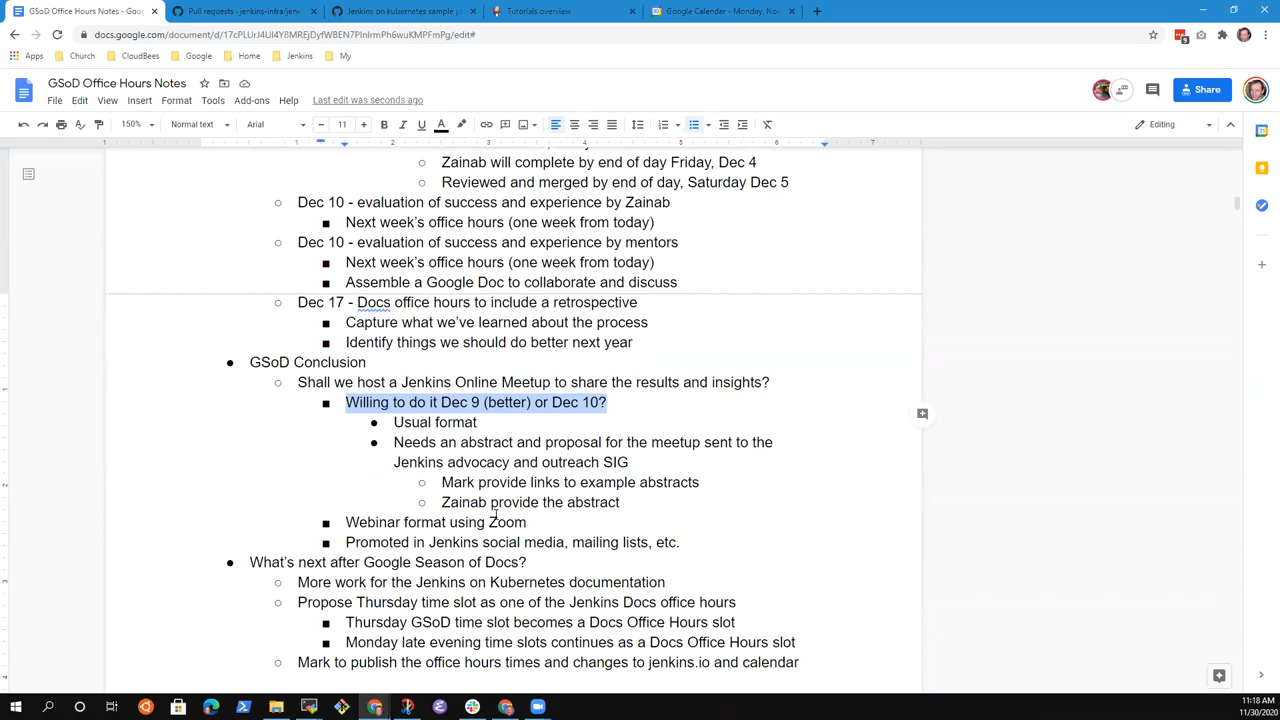 GSoD Office Hours Notes - Goog
Pull requests · jenkins-infra/jenk
Jenkins on kubernetes sample y
Tutorials overview
Google Calendar - Monday, No
docs.google.com/document/d/17cPLUrJ4UI4Y8MREjDyfWBEN7PInlrmPh6wuKMPFmPg/edit#
Apps
Church
CloudBees
Google
Home
Jenkins
My
GSoD Office Hours Notes
File Edit View Insert Format Tools Add-ons Help Last edit was seconds ago
Share
150% Normal text Arial 11 B I U A Editing
1 2 3 4 5 6 7
○ Zainab will complete by end of day Friday, Dec 4
○ Reviewed and merged by end of day, Saturday Dec 5
○ Dec 10 - evaluation of success and experience by Zainab
■ Next week's office hours (one week from today)
○ Dec 10 - evaluation of success and experience by mentors
■ Next week's office hours (one week from today)
■ Assemble a Google Doc to collaborate and discuss
○ Dec 17 - Docs office hours to include a retrospective
■ Capture what we've learned about the process
■ Identify things we should do better next year
● GSoD Conclusion
○ Shall we host a Jenkins Online Meetup to share the results and insights?
■ Willing to do it Dec 9 (better) or Dec 10?
● Usual format
● Needs an abstract and proposal for the meetup sent to the
Jenkins advocacy and outreach SIG
○ Mark provide links to example abstracts
○ Zainab provide the abstract
■ Webinar format using Zoom
■ Promoted in Jenkins social media, mailing lists, etc.
● What's next after Google Season of Docs?
○ More work for the Jenkins on Kubernetes documentation
○ Propose Thursday time slot as one of the Jenkins Docs office hours
■ Thursday GSoD time slot becomes a Docs Office Hours slot
■ Monday late evening time slots continues as a Docs Office Hours slot
○ Mark to publish the office hours times and changes to jenkins.io and calendar
11:18 AM
11/30/2020